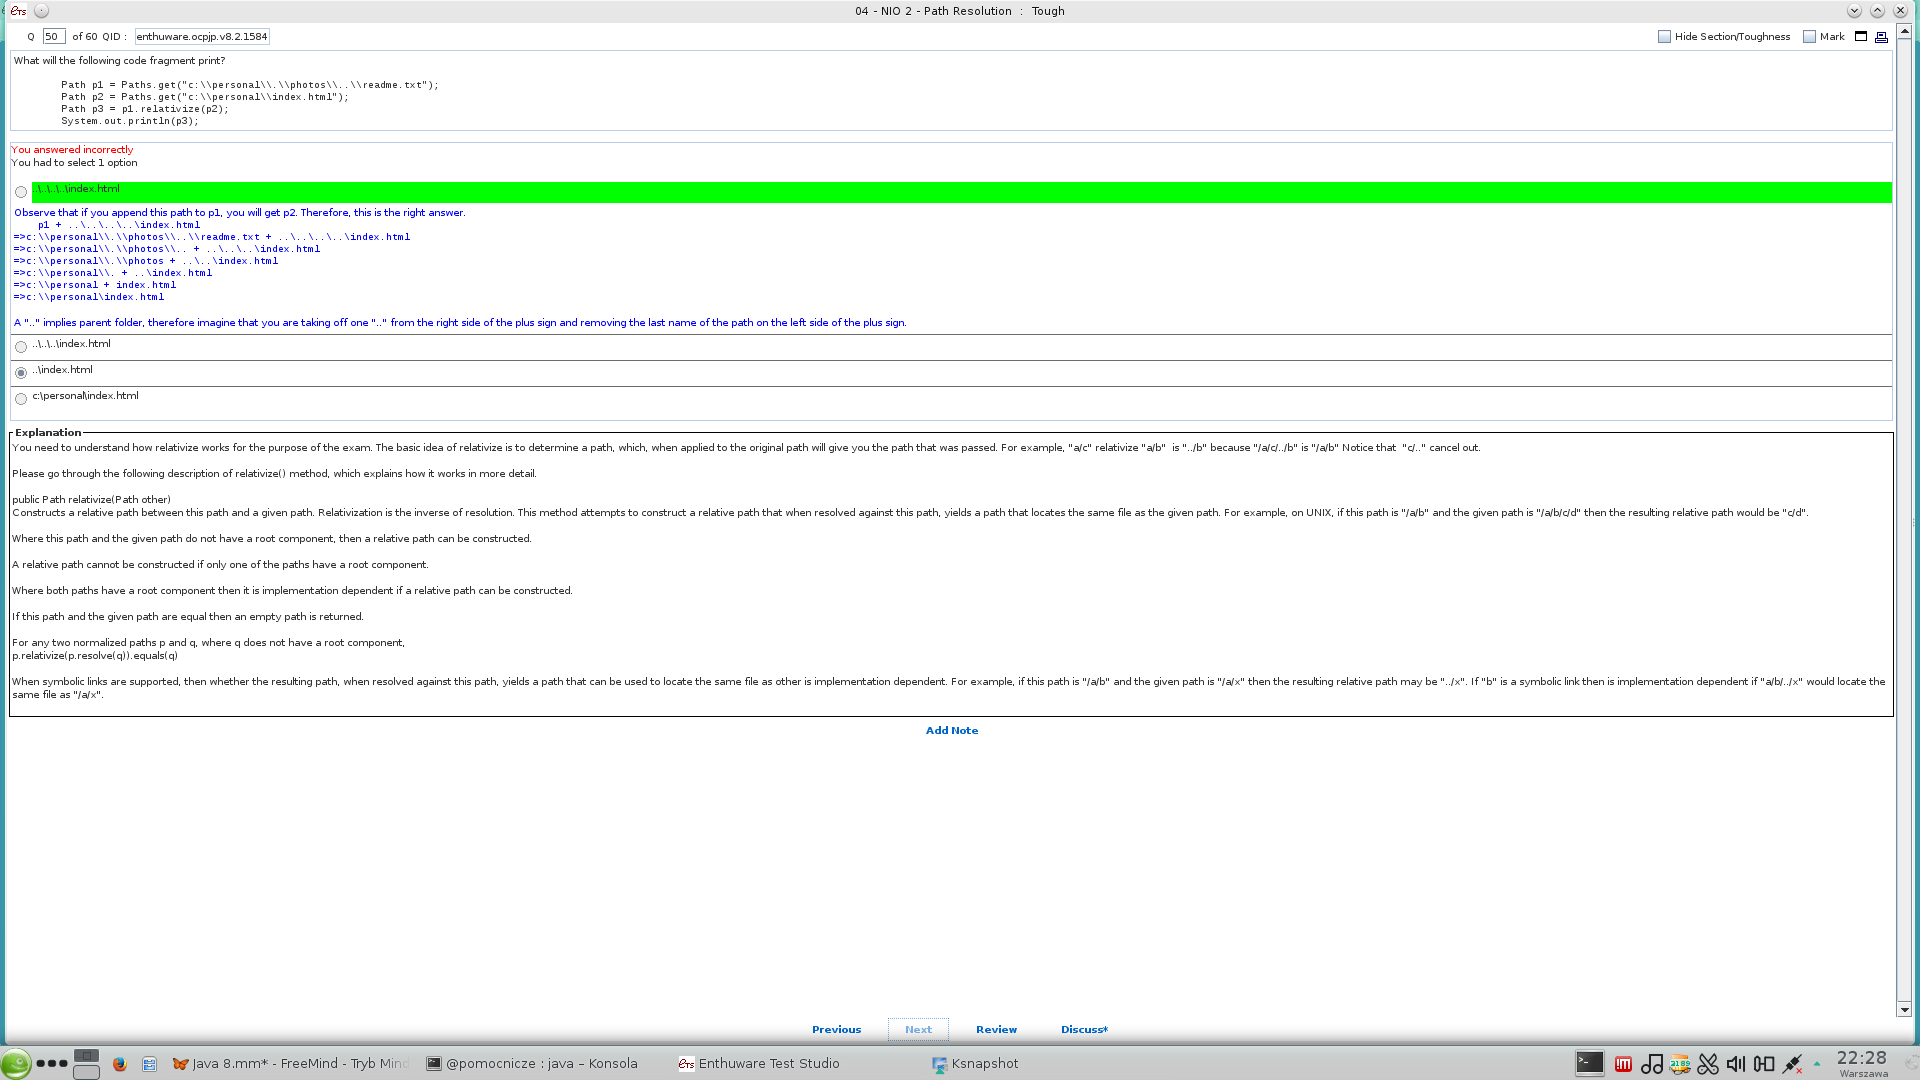 ETS
04 - NIO 2 - Path Resolution  :  Tough
Q 50 of 60 QID : enthuware.ocpjp.v8.2.1584
Hide Section/Toughness Mark
What will the following code fragment print?
Path p1 = Paths.get("c:\\personal\\.\\photos\\..\\readme.txt");
Path p2 = Paths.get("c:\\personal\\index.html");
Path p3 = p1.relativize(p2);
System.out.println(p3);
You answered incorrectly
You had to select 1 option
..\..\..\..\index.html
Observe that if you append this path to p1, you will get p2. Therefore, this is the right answer.
p1 + ..\..\..\..\index.html
=>c:\\personal\\.\\photos\\..\\readme.txt + ..\..\..\..\index.html
=>c:\\personal\\.\\photos\\.. + ..\..\..\index.html
=>c:\\personal\\.\\photos + ..\..\index.html
=>c:\\personal\\. + ..\index.html
=>c:\\personal + index.html
=>c:\\personal\index.html
A ".." implies parent folder, therefore imagine that you are taking off one ".." from the right side of the plus sign and removing the last name of the path on the left side of the plus sign.
..\..\..\index.html
..\index.html
c:\personal\index.html
Explanation
You need to understand how relativize works for the purpose of the exam. The basic idea of relativize is to determine a path, which, when applied to the original path will give you the path that was passed. For example, "a/c" relativize "a/b"  is "../b" because "/a/c/../b" is "/a/b" Notice that  "c/.." cancel out.
Please go through the following description of relativize() method, which explains how it works in more detail.
public Path relativize(Path other)
Constructs a relative path between this path and a given path. Relativization is the inverse of resolution. This method attempts to construct a relative path that when resolved against this path, yields a path that locates the same file as the given path. For example, on UNIX, if this path is "/a/b" and the given path is "/a/b/c/d" then the resulting relative path would be "c/d".
Where this path and the given path do not have a root component, then a relative path can be constructed.
A relative path cannot be constructed if only one of the paths have a root component.
Where both paths have a root component then it is implementation dependent if a relative path can be constructed.
If this path and the given path are equal then an empty path is returned.
For any two normalized paths p and q, where q does not have a root component,
p.relativize(p.resolve(q)).equals(q)
When symbolic links are supported, then whether the resulting path, when resolved against this path, yields a path that can be used to locate the same file as other is implementation dependent. For example, if this path is "/a/b" and the given path is "/a/x" then the resulting relative path may be "../x". If "b" is a symbolic link then is implementation dependent if "a/b/../x" would locate the
same file as "/a/x".
Add Note
Previous Next Review Discuss*
Java 8.mm* - FreeMind - Tryb Mind @pomocnicze : java – Konsola ETS Enthuware Test Studio Ksnapshot 22:28
Warszawa